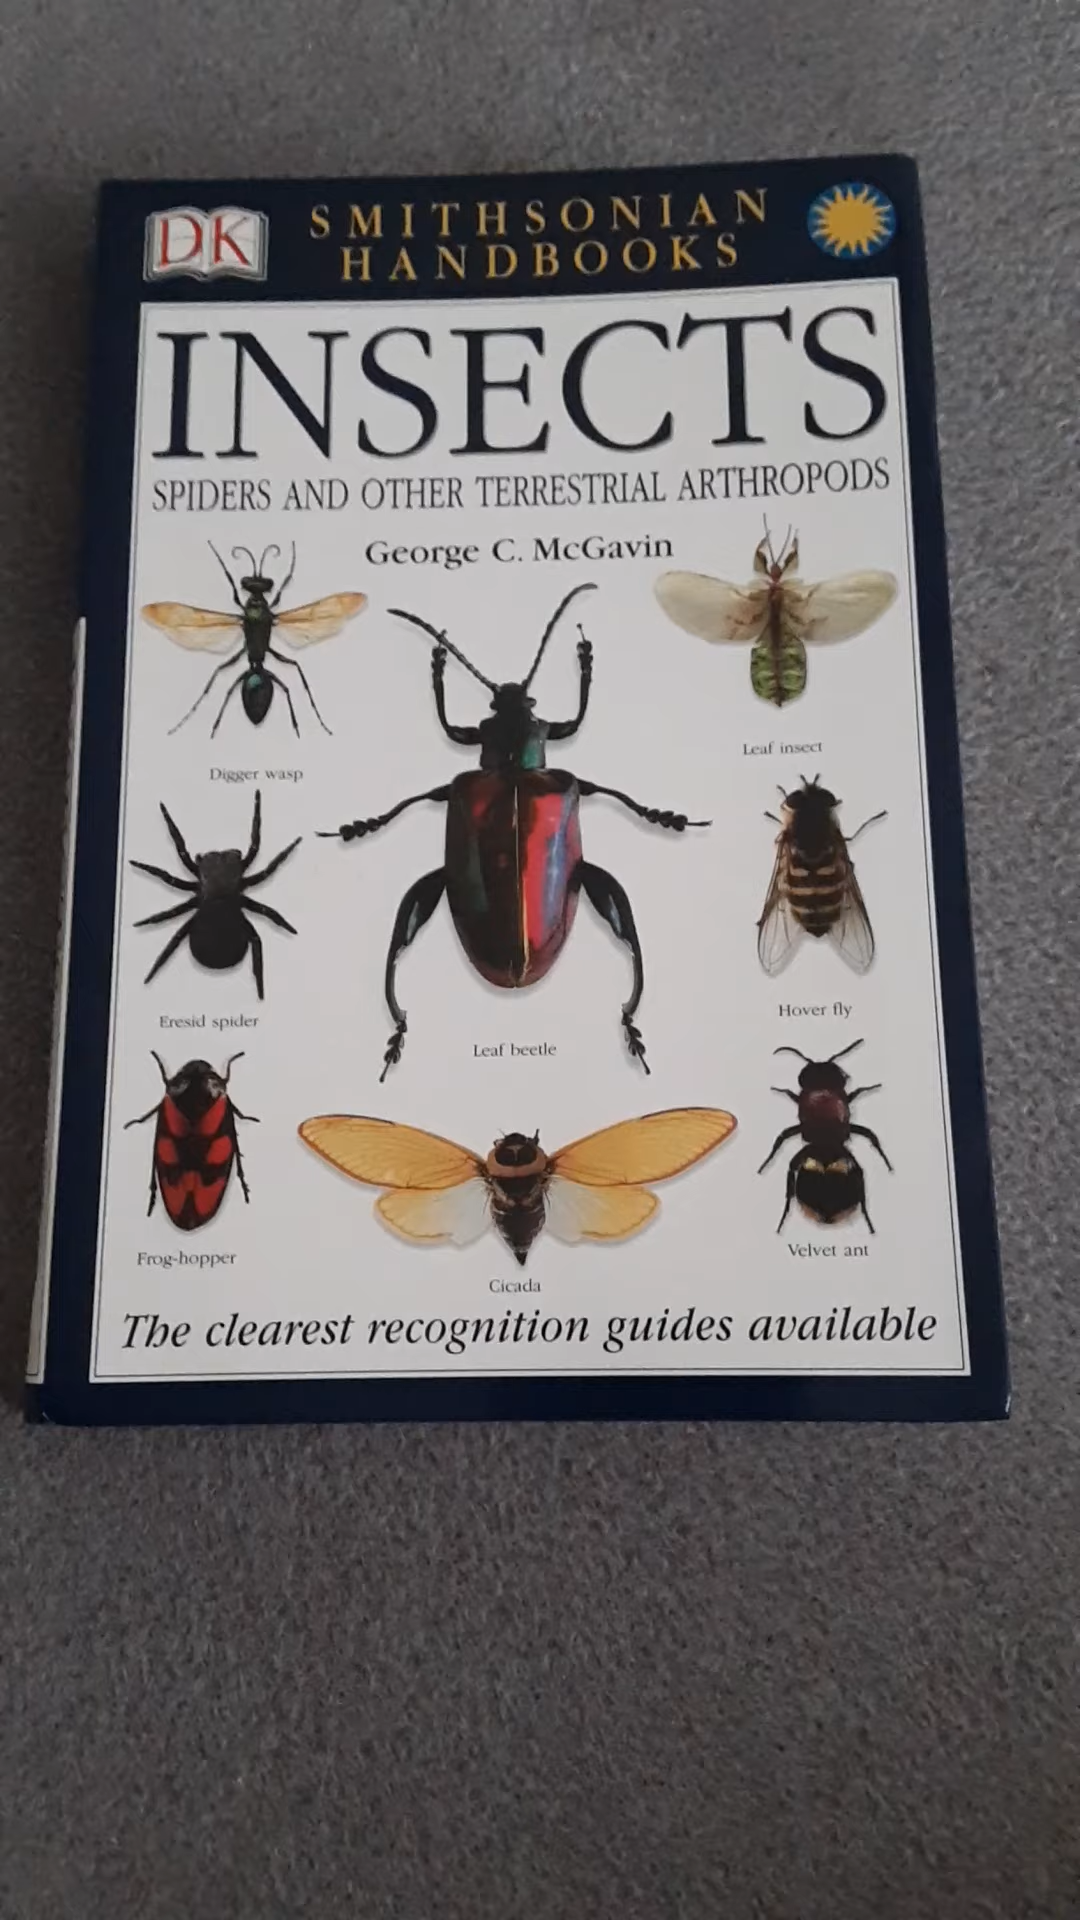 DK
SMITHSONIAN
HANDBOOKS
INSECTS
SPIDERS AND OTHER TERRESTRIAL ARTHROPODS
George C. McGavin
Digger wasp
Leaf insect
Eresid spider
Leaf beetle
Hover fly
Frog-hopper
Cicada
Velvet ant
The clearest recognition guides available